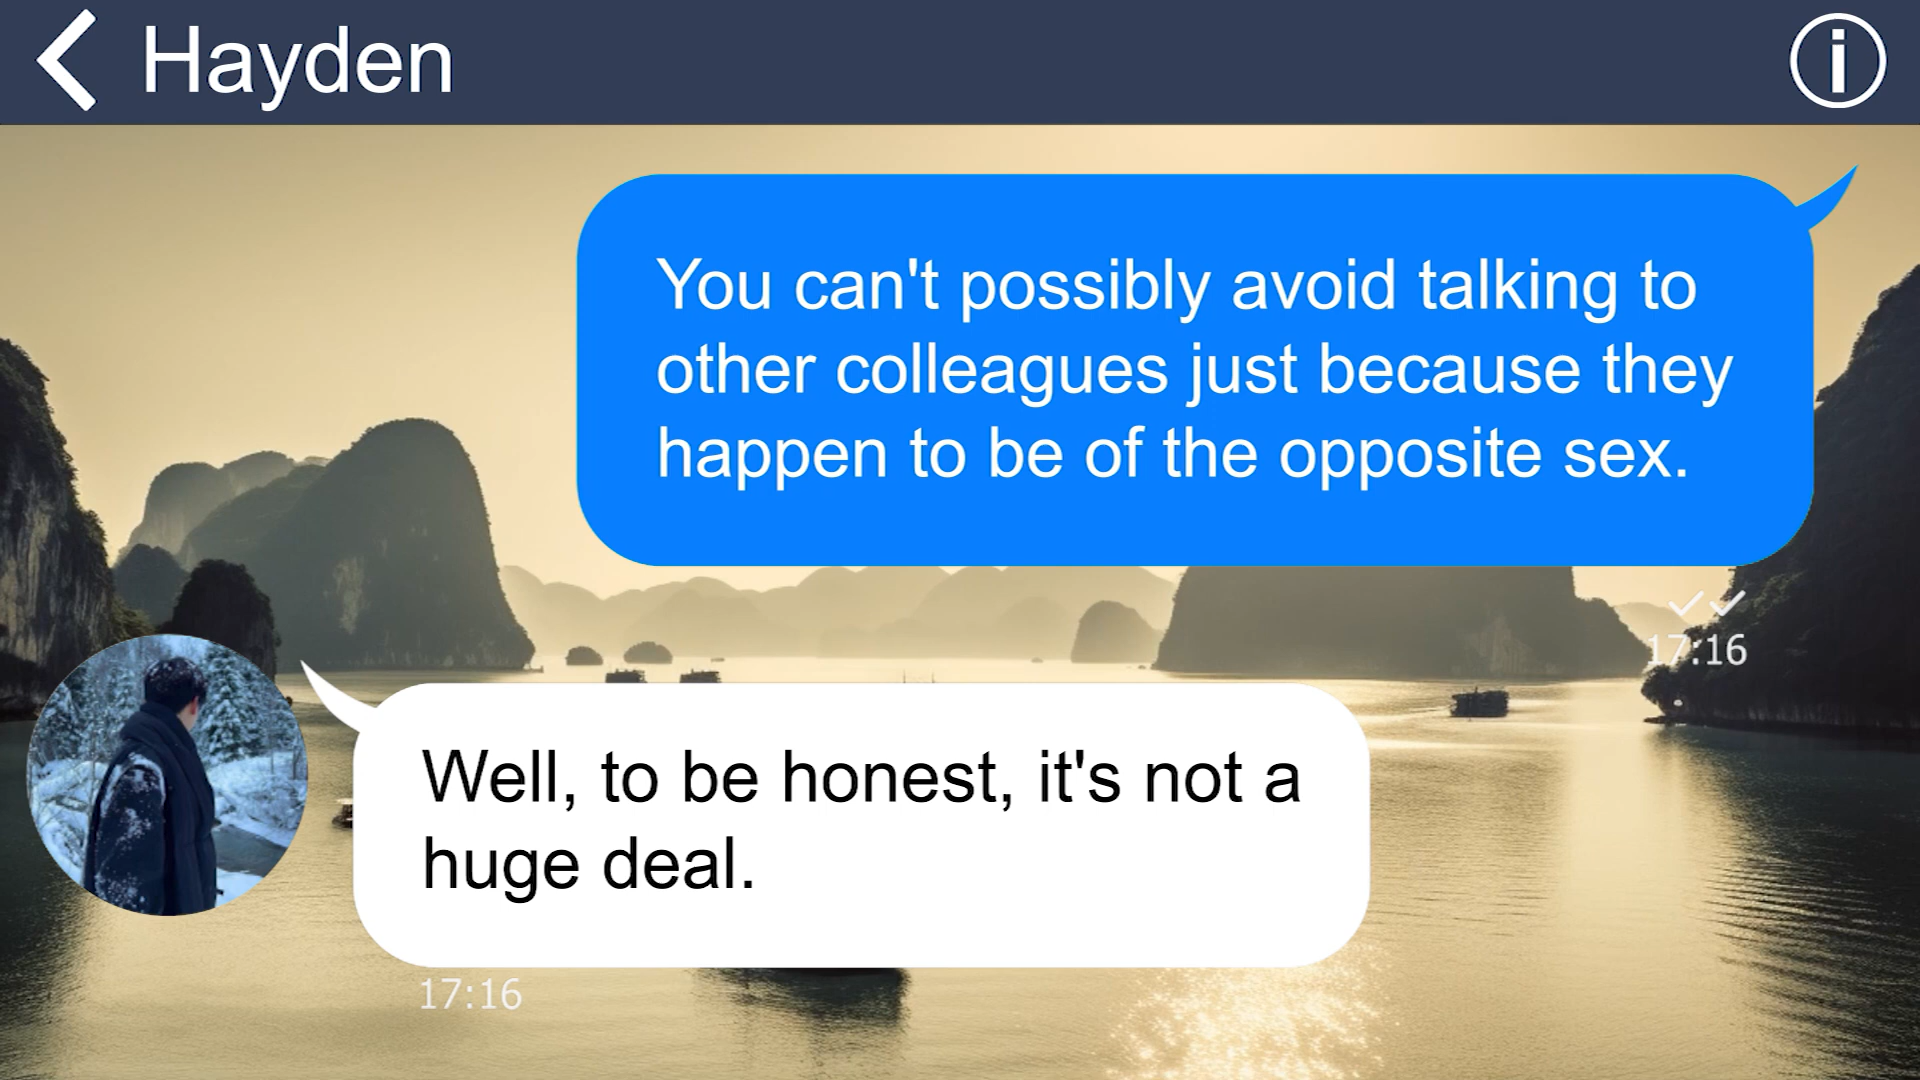 Hayden
You can't possibly avoid talking to
other colleagues just because they
happen to be of the opposite sex.
17:16
Well, to be honest, it's not a
huge deal.
17:16